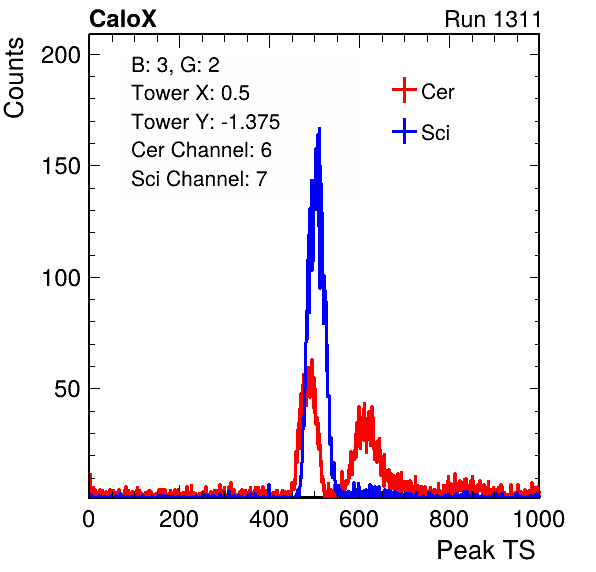 CaloX Run 1311
Counts
200
150
100
50
B: 3, G: 2
Tower X: 0.5
Tower Y: -1.375
Cer Channel: 6
Sci Channel: 7
Cer
Sci
0 200 400 600 800 1000
Peak TS